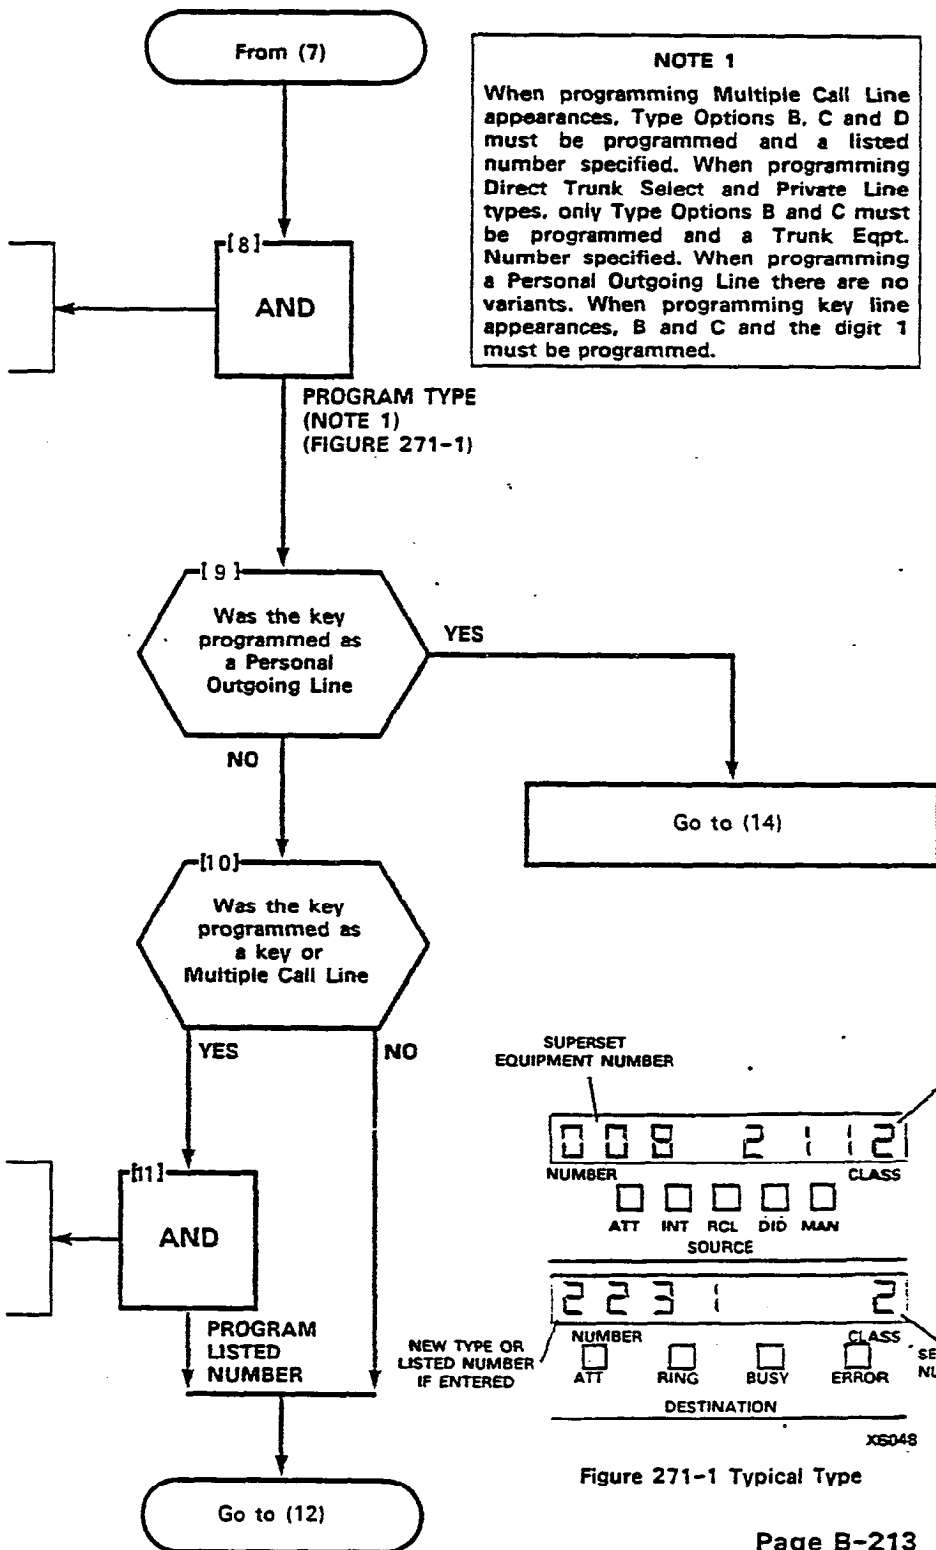 From (7)
NOTE 1
When programming Multiple Call Line
appearances, Type Options B, C and D
must be programmed and a listed
number specified. When programming
Direct Trunk Select and Private Line
types, only Type Options B and C must
be programmed and a Trunk Eqpt.
Number specified. When programming
a Personal Outgoing Line there are no
variants. When programming key line
appearances, B and C and the digit 1
must be programmed.
[8]
AND
PROGRAM TYPE
(NOTE 1)
(FIGURE 271-1)
[9]
Was the key
programmed as
a Personal
Outgoing Line
YES
NO
Go to (14)
[10]
Was the key
programmed as
a key or
Multiple Call Line
YES
NO
[11]
AND
PROGRAM
LISTED
NUMBER
Go to (12)
SUPERSET
EQUIPMENT NUMBER
008 2112
NUMBER CLASS
ATT INT RCL DID MAN
SOURCE
2231 2
NUMBER CLASS
ATT RING BUSY ERROR
DESTINATION
NEW TYPE OR
LISTED NUMBER
IF ENTERED
X6048
Figure 271-1 Typical Type
Page B-213